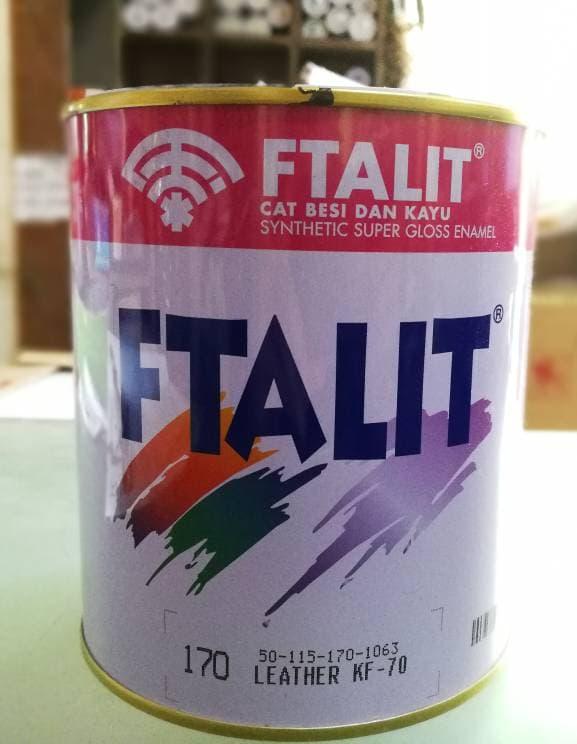 FTALIT®
CAT BESI DAN KAYU
SYNTHETIC SUPER GLOSS ENAMEL
FTALIT®
170
50-115-170-1063
LEATHER KF-70